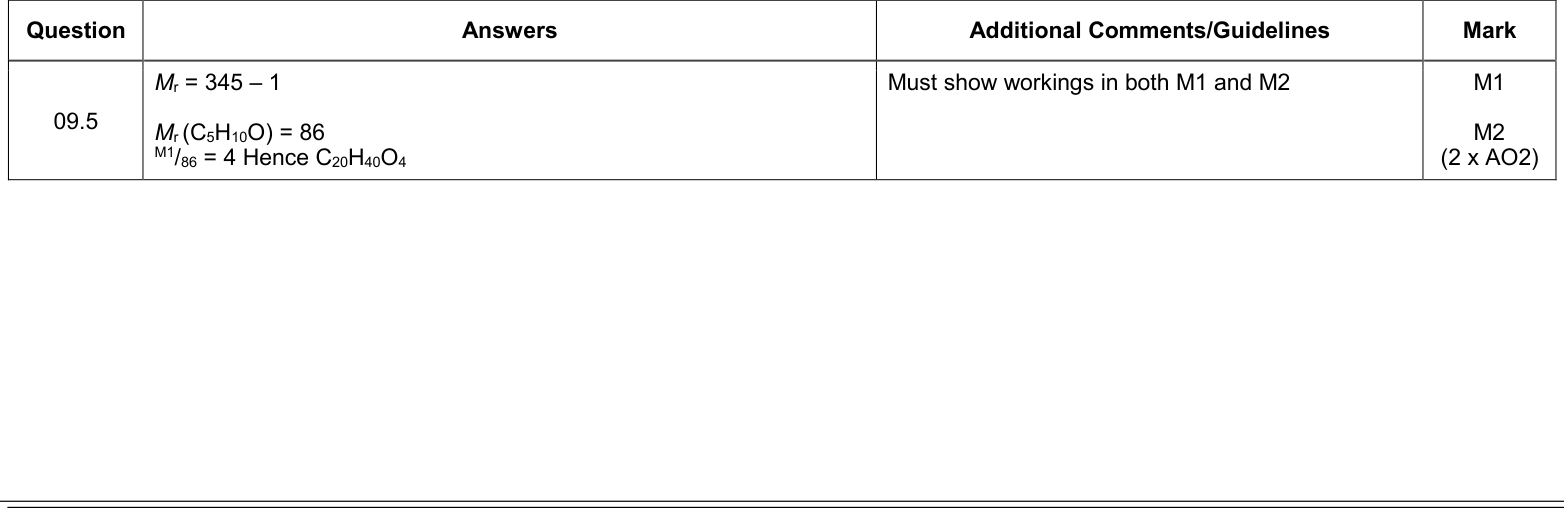 Question Answers Additional Comments/Guidelines Mark
09.5
Mᵣ = 345 – 1 Must show workings in both M1 and M2 M1
Mᵣ (C₅H₁₀O) = 86 M2
ᴹ¹/₈₆ = 4 Hence C₂₀H₄₀O₄ (2 x AO2)